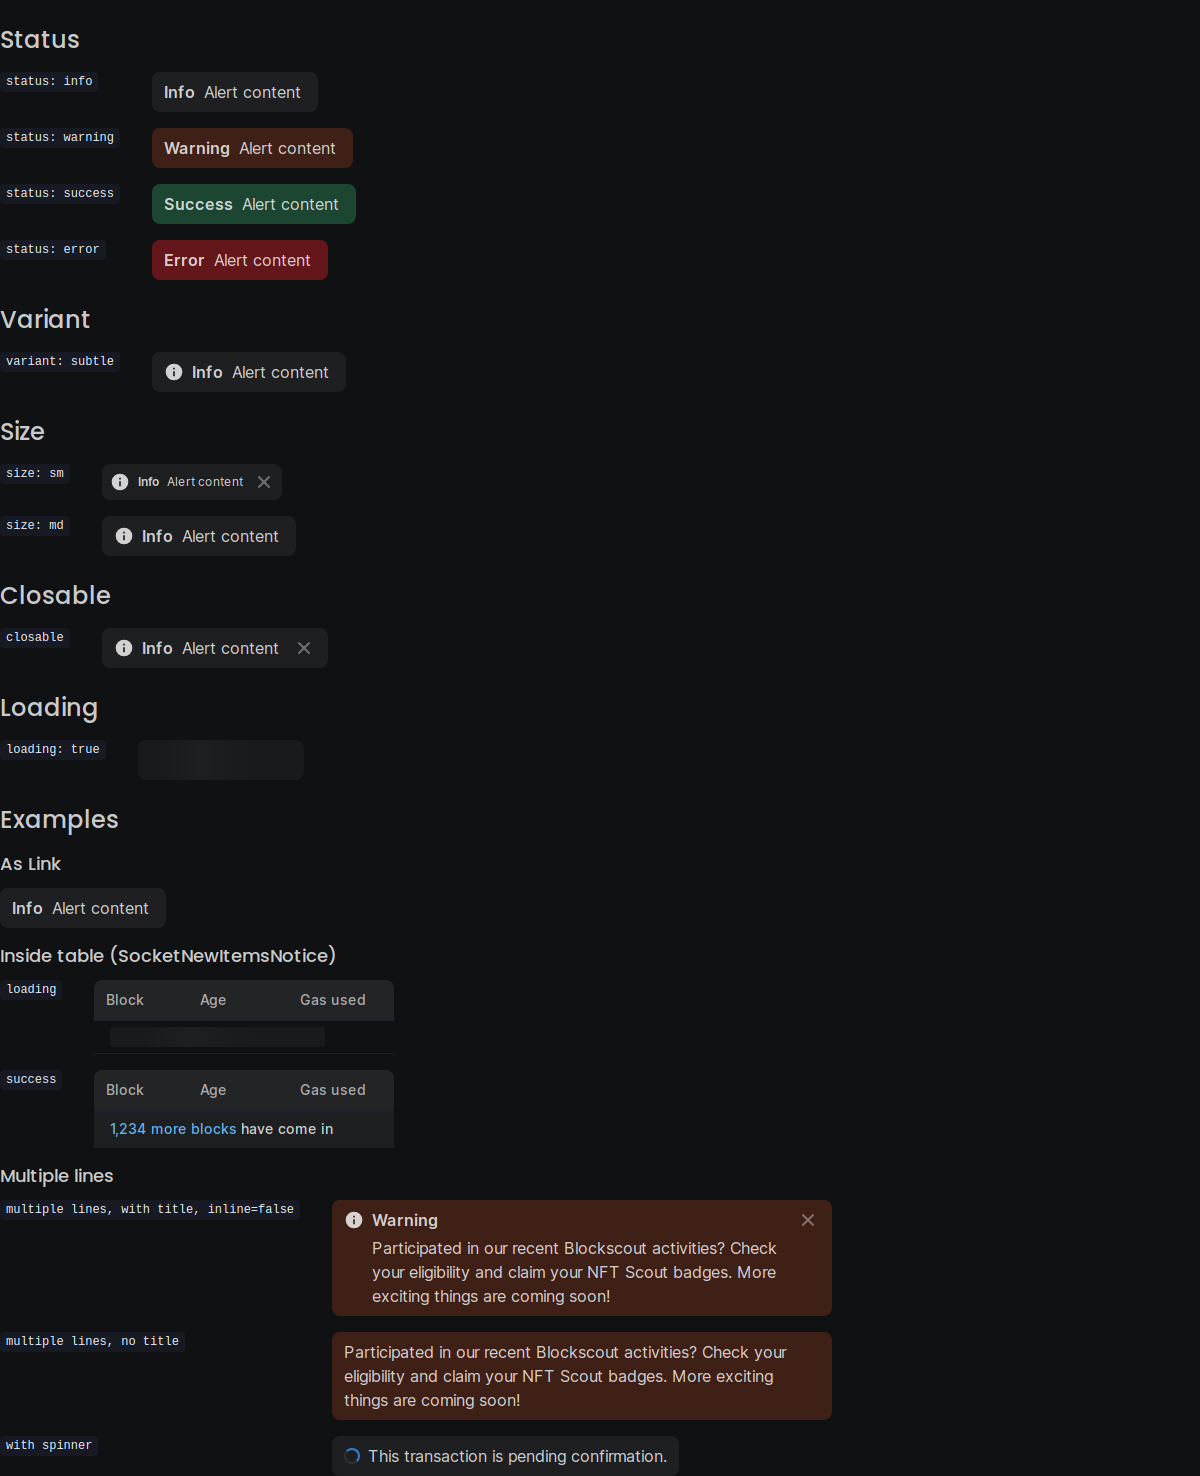 Status
status: info
Info Alert content
status: warning
Warning Alert content
status: success
Success Alert content
status: error
Error Alert content
Variant
variant: subtle
Info Alert content
Size
size: sm
Info Alert content
size: md
Info Alert content
Closable
closable
Info Alert content
Loading
loading: true
Examples
As Link
Info Alert content
Inside table (SocketNewItemsNotice)
loading
Block Age Gas used
success
Block Age Gas used
1,234 more blocks have come in
Multiple lines
multiple lines, with title, inline=false
Warning
Participated in our recent Blockscout activities? Check
your eligibility and claim your NFT Scout badges. More
exciting things are coming soon!
multiple lines, no title
Participated in our recent Blockscout activities? Check your
eligibility and claim your NFT Scout badges. More exciting
things are coming soon!
with spinner
This transaction is pending confirmation.